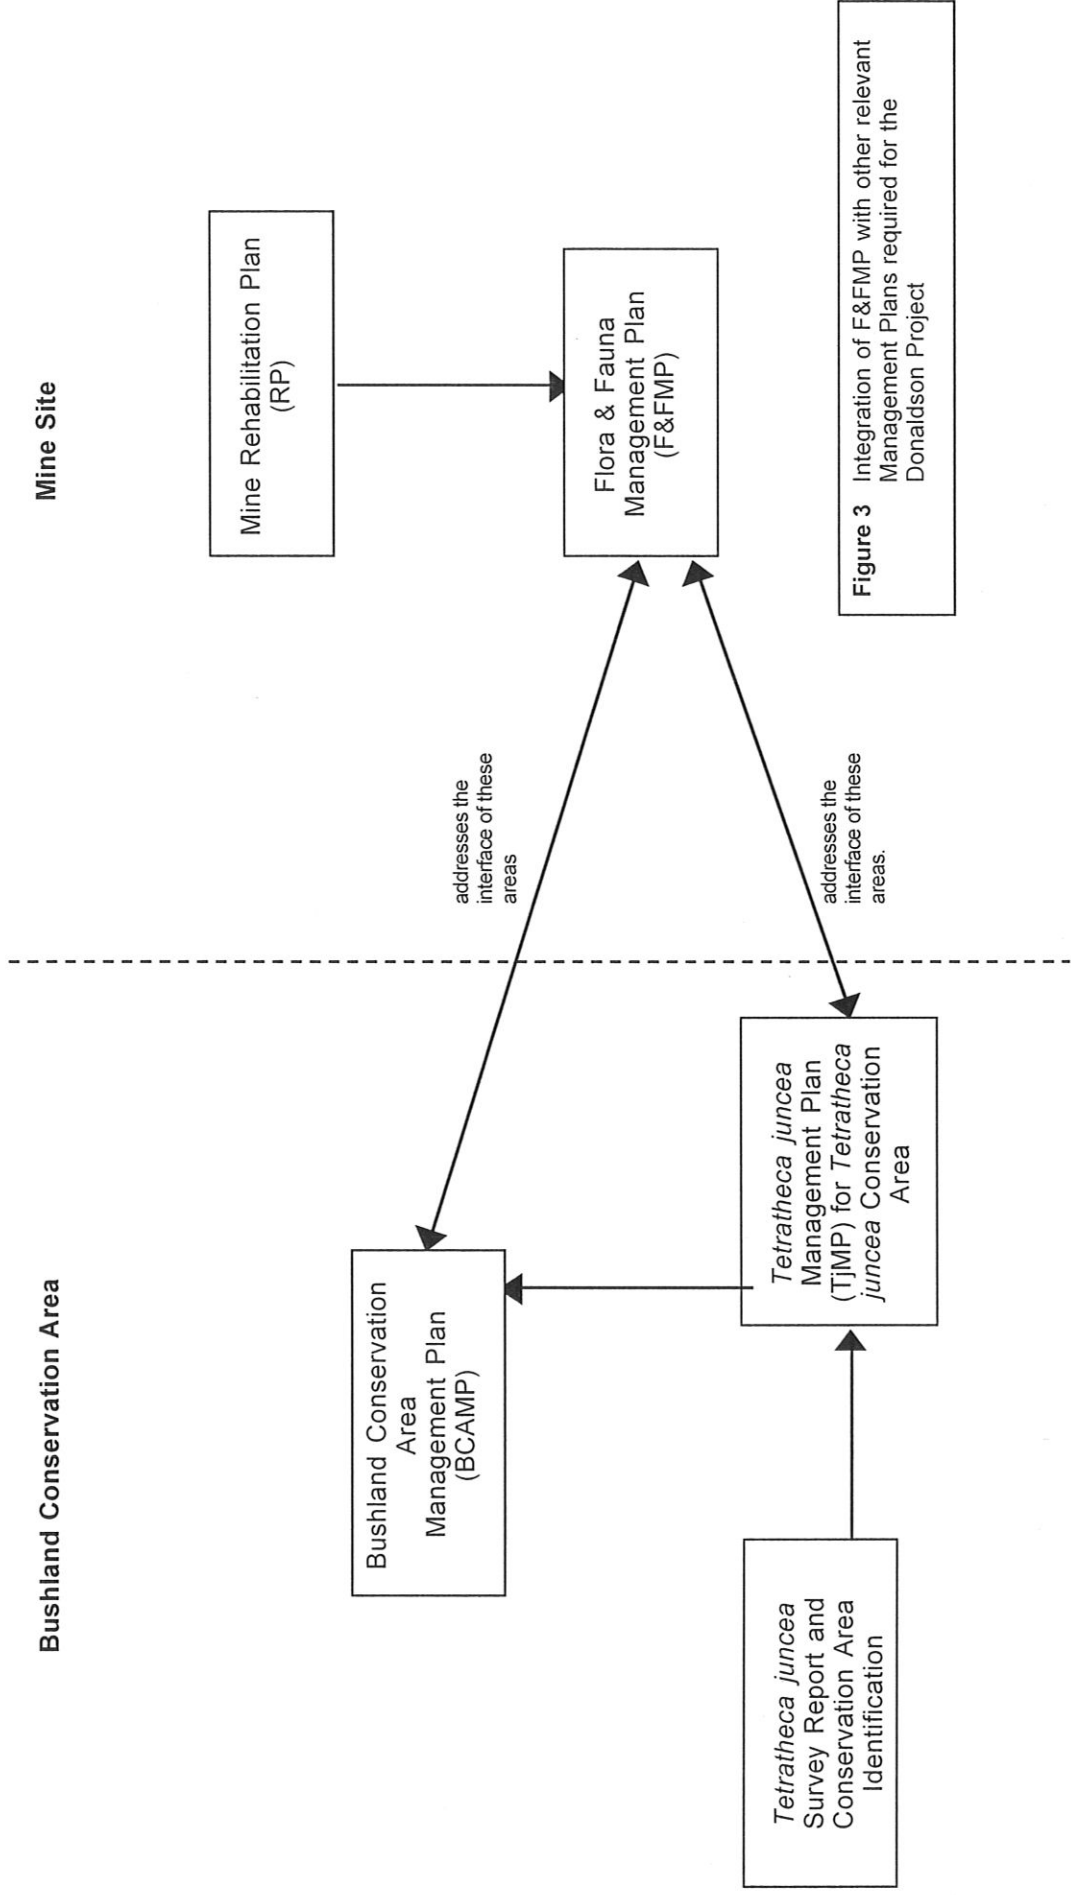 Bushland Conservation Area
Mine Site
Bushland Conservation
Area
Management Plan
(BCAMP)
Mine Rehabilitation Plan
(RP)
addresses the
interface of these
areas
Flora & Fauna
Management Plan
(F&FMP)
Tetratheca juncea
Survey Report and
Conservation Area
Identification
Tetratheca juncea
Management Plan
(TjMP) for Tetratheca
juncea Conservation
Area
addresses the
interface of these
areas.
Figure 3 Integration of F&FMP with other relevant
Management Plans required for the
Donaldson Project